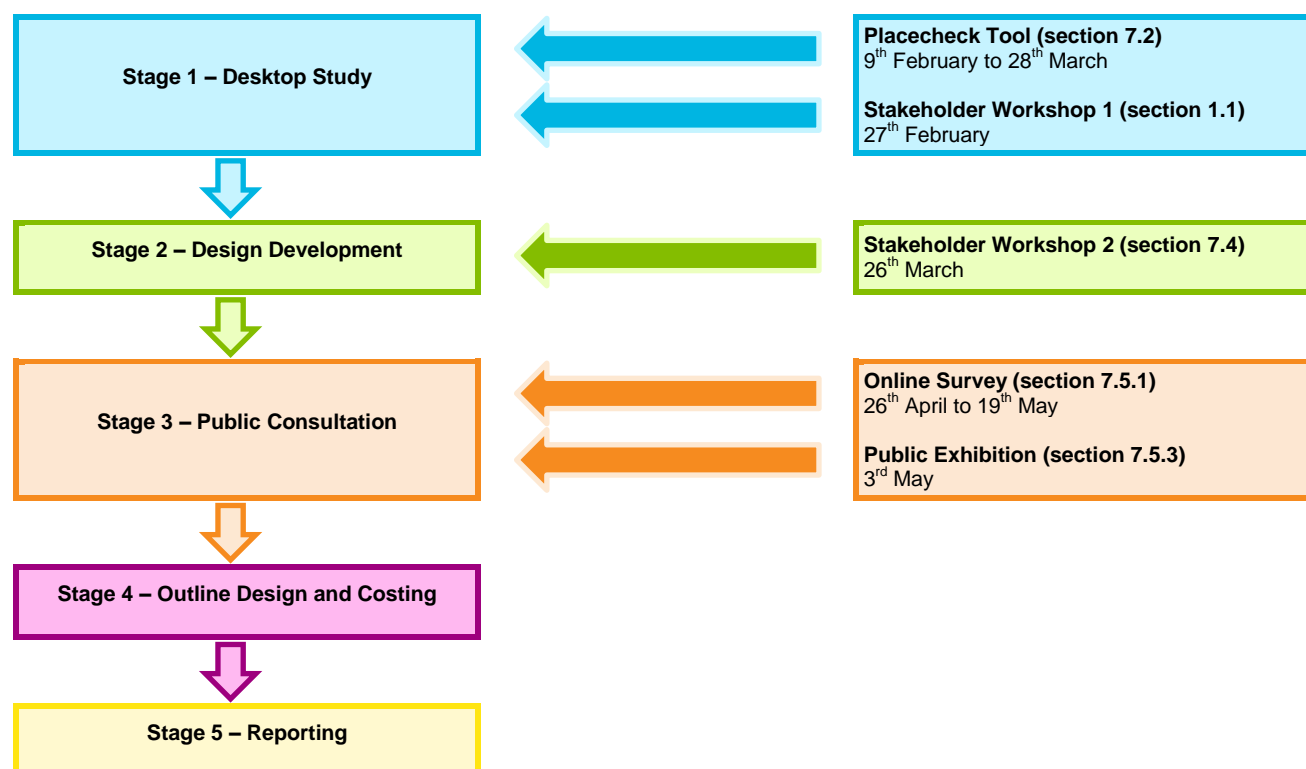 Stage 1 – Desktop Study
Placecheck Tool (section 7.2)
9th February to 28th March
Stakeholder Workshop 1 (section 1.1)
27th February
Stage 2 – Design Development
Stakeholder Workshop 2 (section 7.4)
26th March
Stage 3 – Public Consultation
Online Survey (section 7.5.1)
26th April to 19th May
Public Exhibition (section 7.5.3)
3rd May
Stage 4 – Outline Design and Costing
Stage 5 – Reporting